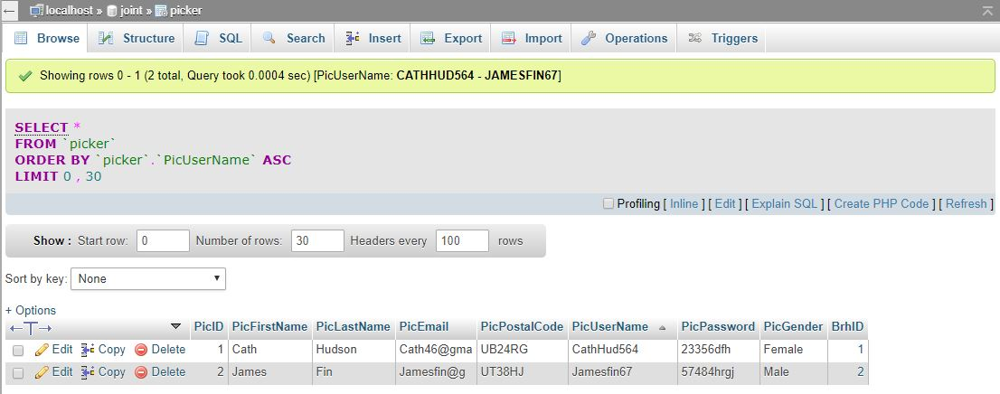 localhost » joint » picker
Browse Structure SQL Search Insert Export Import Operations Triggers
Showing rows 0 - 1 (2 total, Query took 0.0004 sec) [PicUserName: CATHHUD564 - JAMESFIN67]
SELECT *
FROM `picker`
ORDER BY `picker`.`PicUserName` ASC
LIMIT 0 , 30
Profiling [ Inline ] [ Edit ] [ Explain SQL ] [ Create PHP Code ] [ Refresh ]
Show : Start row: 0 Number of rows: 30 Headers every 100 rows
Sort by key: None
+ Options
PicID PicFirstName PicLastName PicEmail PicPostalCode PicUserName PicPassword PicGender BrhID
Edit Copy Delete 1 Cath Hudson Cath46@gma UB24RG CathHud564 23356dfh Female 1
Edit Copy Delete 2 James Fin Jamesfin@g UT38HJ Jamesfin67 57484hrgj Male 2